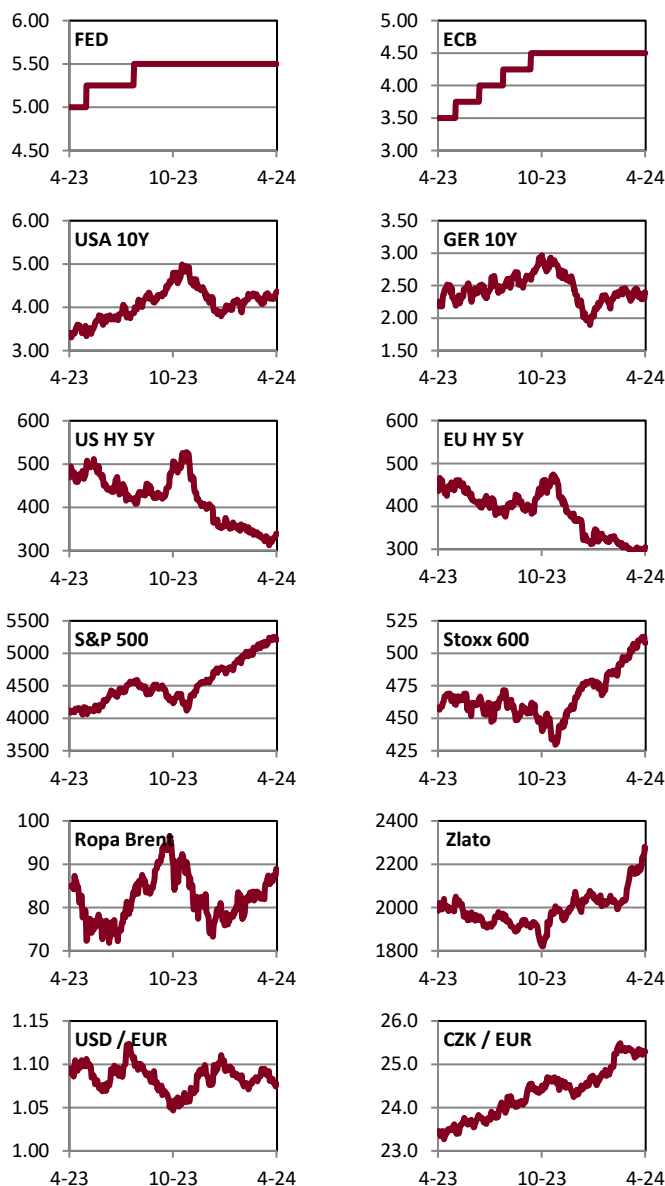 FED
6.00
5.50
5.00
4.50
4-23 10-23 4-24
ECB
5.00
4.50
4.00
3.50
3.00
4-23 10-23 4-24
USA 10Y
6.00
5.00
4.00
3.00
4-23 10-23 4-24
GER 10Y
3.50
3.00
2.50
2.00
1.50
4-23 10-23 4-24
US HY 5Y
600
500
400
300
4-23 10-23 4-24
EU HY 5Y
600
500
400
300
4-23 10-23 4-24
S&P 500
5500
5000
4500
4000
3500
4-23 10-23 4-24
Stoxx 600
525
500
475
450
425
4-23 10-23 4-24
Ropa Brent
100
90
80
70
4-23 10-23 4-24
Zlato
2400
2200
2000
1800
4-23 10-23 4-24
USD / EUR
1.15
1.10
1.05
1.00
4-23 10-23 4-24
CZK / EUR
26.0
25.0
24.0
23.0
4-23 10-23 4-24